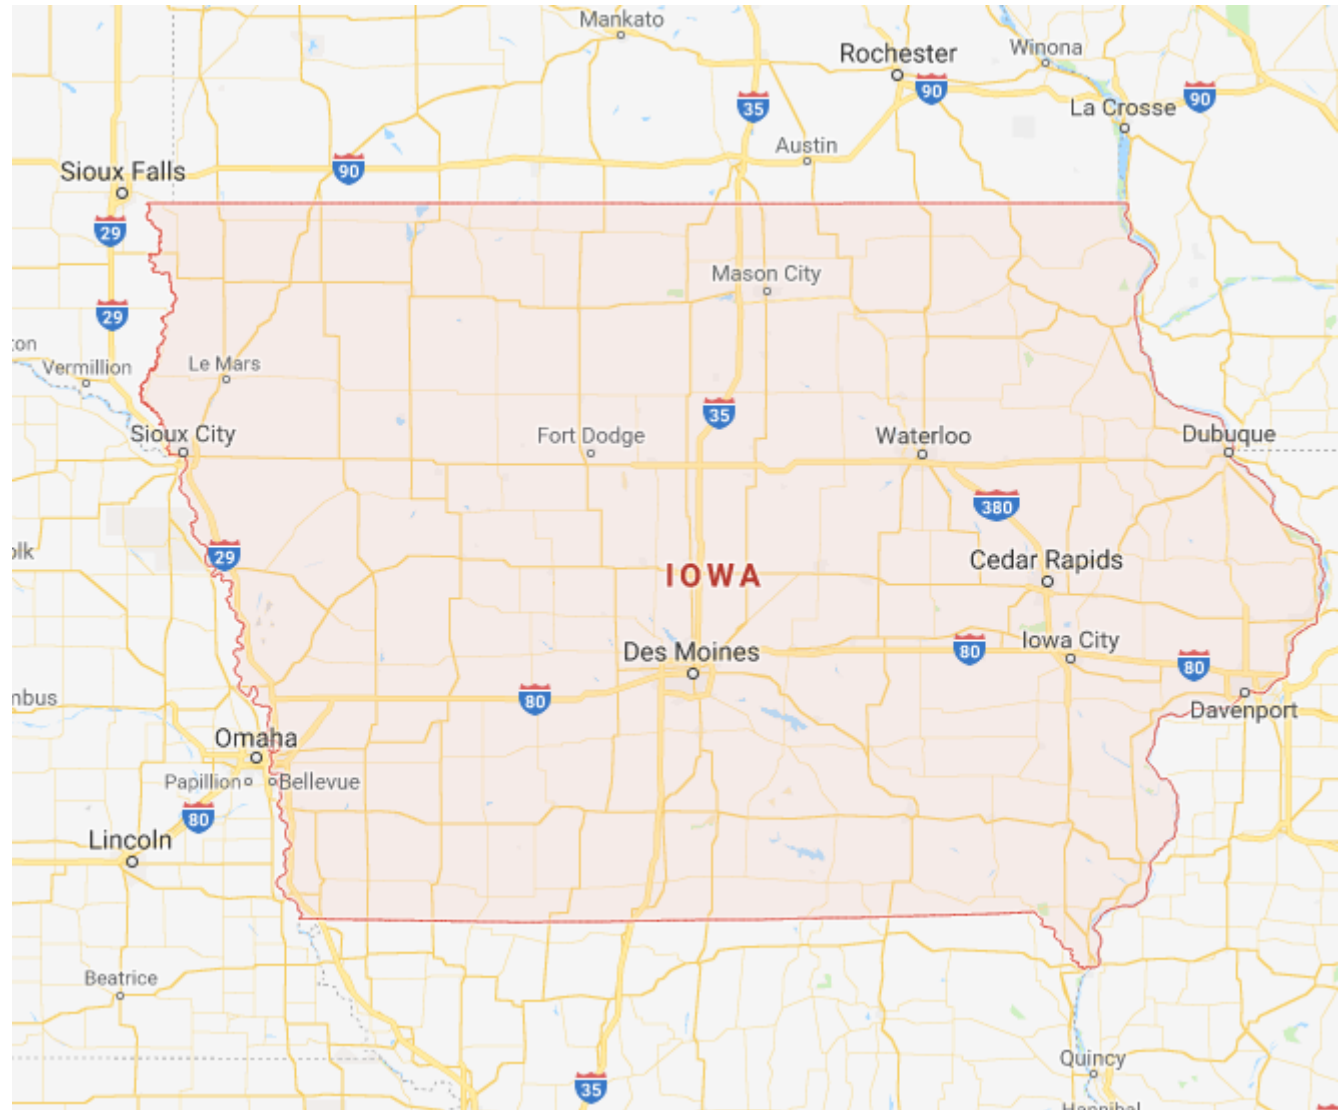 Mankato
Rochester
Winona
90
35
La Crosse
90
Austin
Sioux Falls
90
29
Mason City
29
Vermillion
Le Mars
35
Sioux City
Fort Dodge
Waterloo
Dubuque
380
29
Cedar Rapids
IOWA
Iowa City
Des Moines
80
80
80
Davenport
Omaha
Papillion
Bellevue
80
Lincoln
Beatrice
Quincy
35